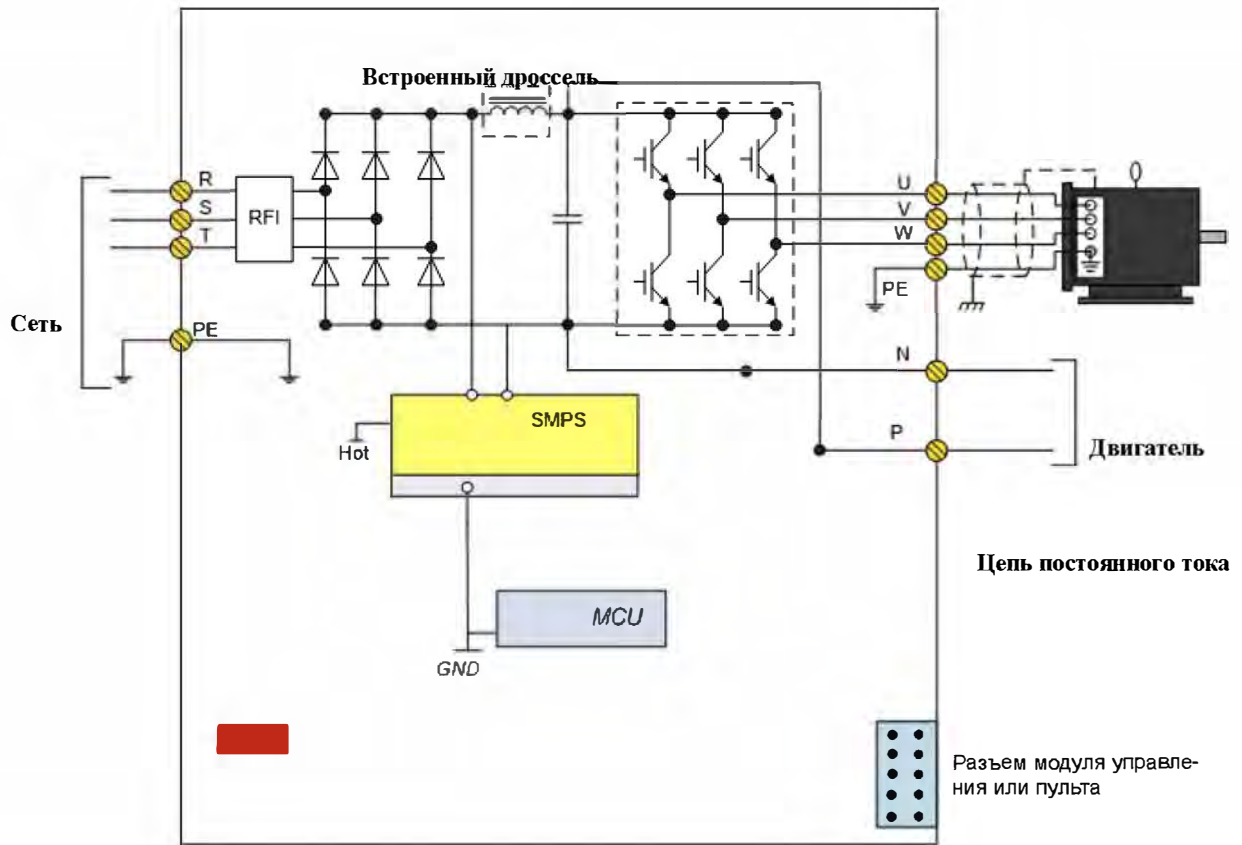 Встроенный дроссель
R
S
T
RFI
U
V
W
PE
Сеть
PE
N
SMPS
Hot
P
Двигатель
Цепь постоянного тока
MCU
GND
Разъем модуля управле-
ния или пульта